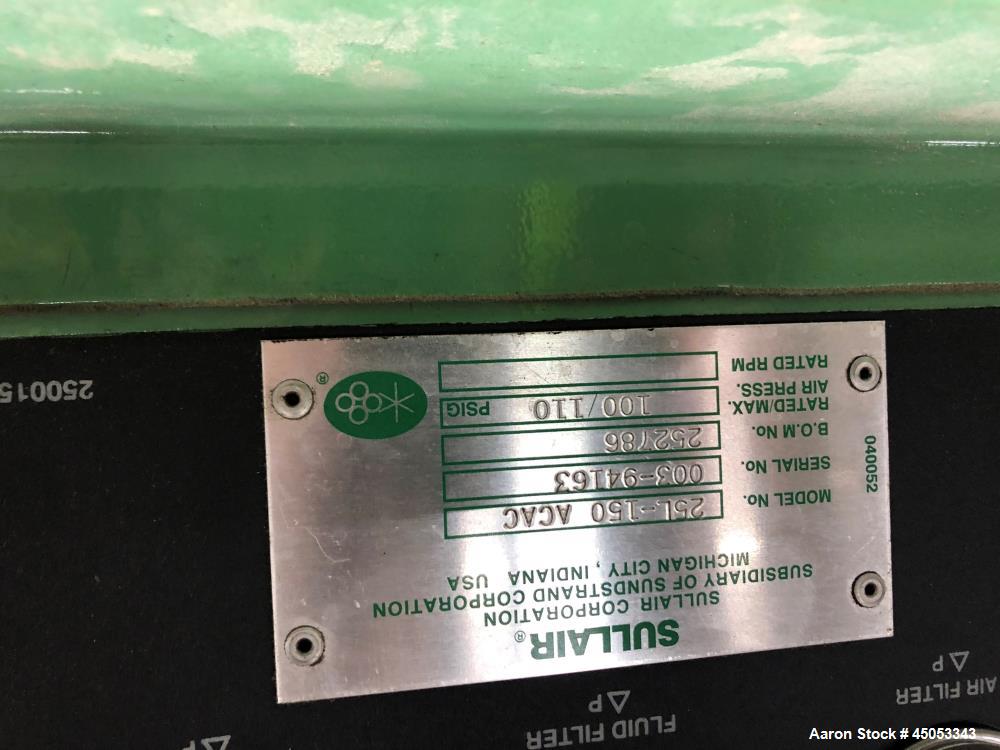 SULLAIR®
SULLAIR CORPORATION
SUBSIDIARY OF SUNDSTRAND CORPORATION
MICHIGAN CITY, INDIANA USA
MODEL No. 25L-150 ACAC
SERIAL No. 003-94163
B.O.M No. 252786
RATED/MAX. AIR PRESS. 100/110 PSIG
RATED RPM
®
040052
250015
AIR FILTER
△P
FLUID FILTER
△P
△P
Aaron Stock # 45053343